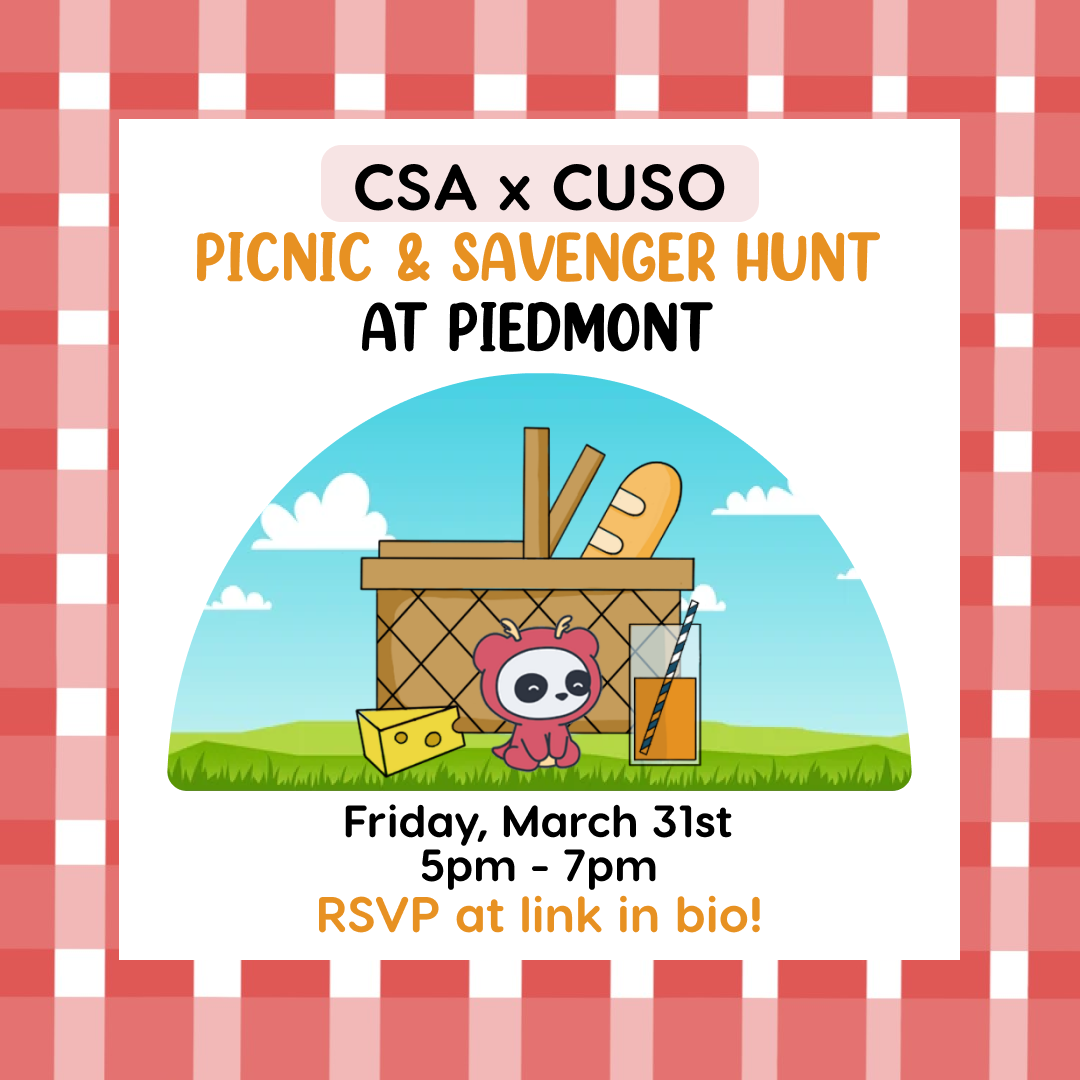 CSA x CUSO
PICNIC & SAVENGER HUNT
AT PIEDMONT
Friday, March 31st
5pm - 7pm
RSVP at link in bio!